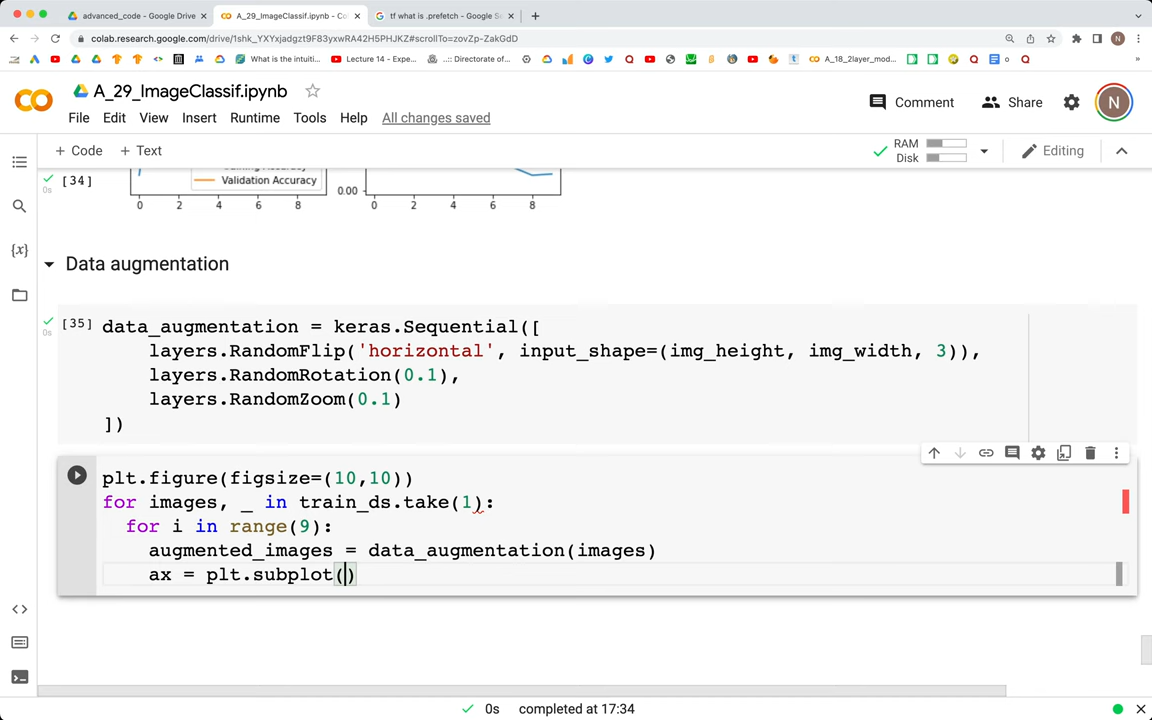 advanced_code - Google Drive
A_29_ImageClassif.ipynb - Co
tf what is .prefetch - Google Se
colab.research.google.com/drive/1shk_YXYxjadgzt9F83yxwRA42H5PHJKZ#scrollTo=zovZp-ZakGdD
What is the intuiti...
Lecture 14 - Expe...
..:: Directorate of...
A_18_2layer_mod...
A_29_ImageClassif.ipynb
Comment
Share
N
File Edit View Insert Runtime Tools Help All changes saved
+ Code + Text
RAM
Disk
Editing
[34]
Validation Accuracy
0.00
0 2 4 6 8 0 2 4 6 8
0s
Data augmentation
[35]
0s
data_augmentation = keras.Sequential([
layers.RandomFlip('horizontal', input_shape=(img_height, img_width, 3)),
layers.RandomRotation(0.1),
layers.RandomZoom(0.1)
])
plt.figure(figsize=(10,10))
for images, _ in train_ds.take(1):
for i in range(9):
augmented_images = data_augmentation(images)
ax = plt.subplot()
0s completed at 17:34